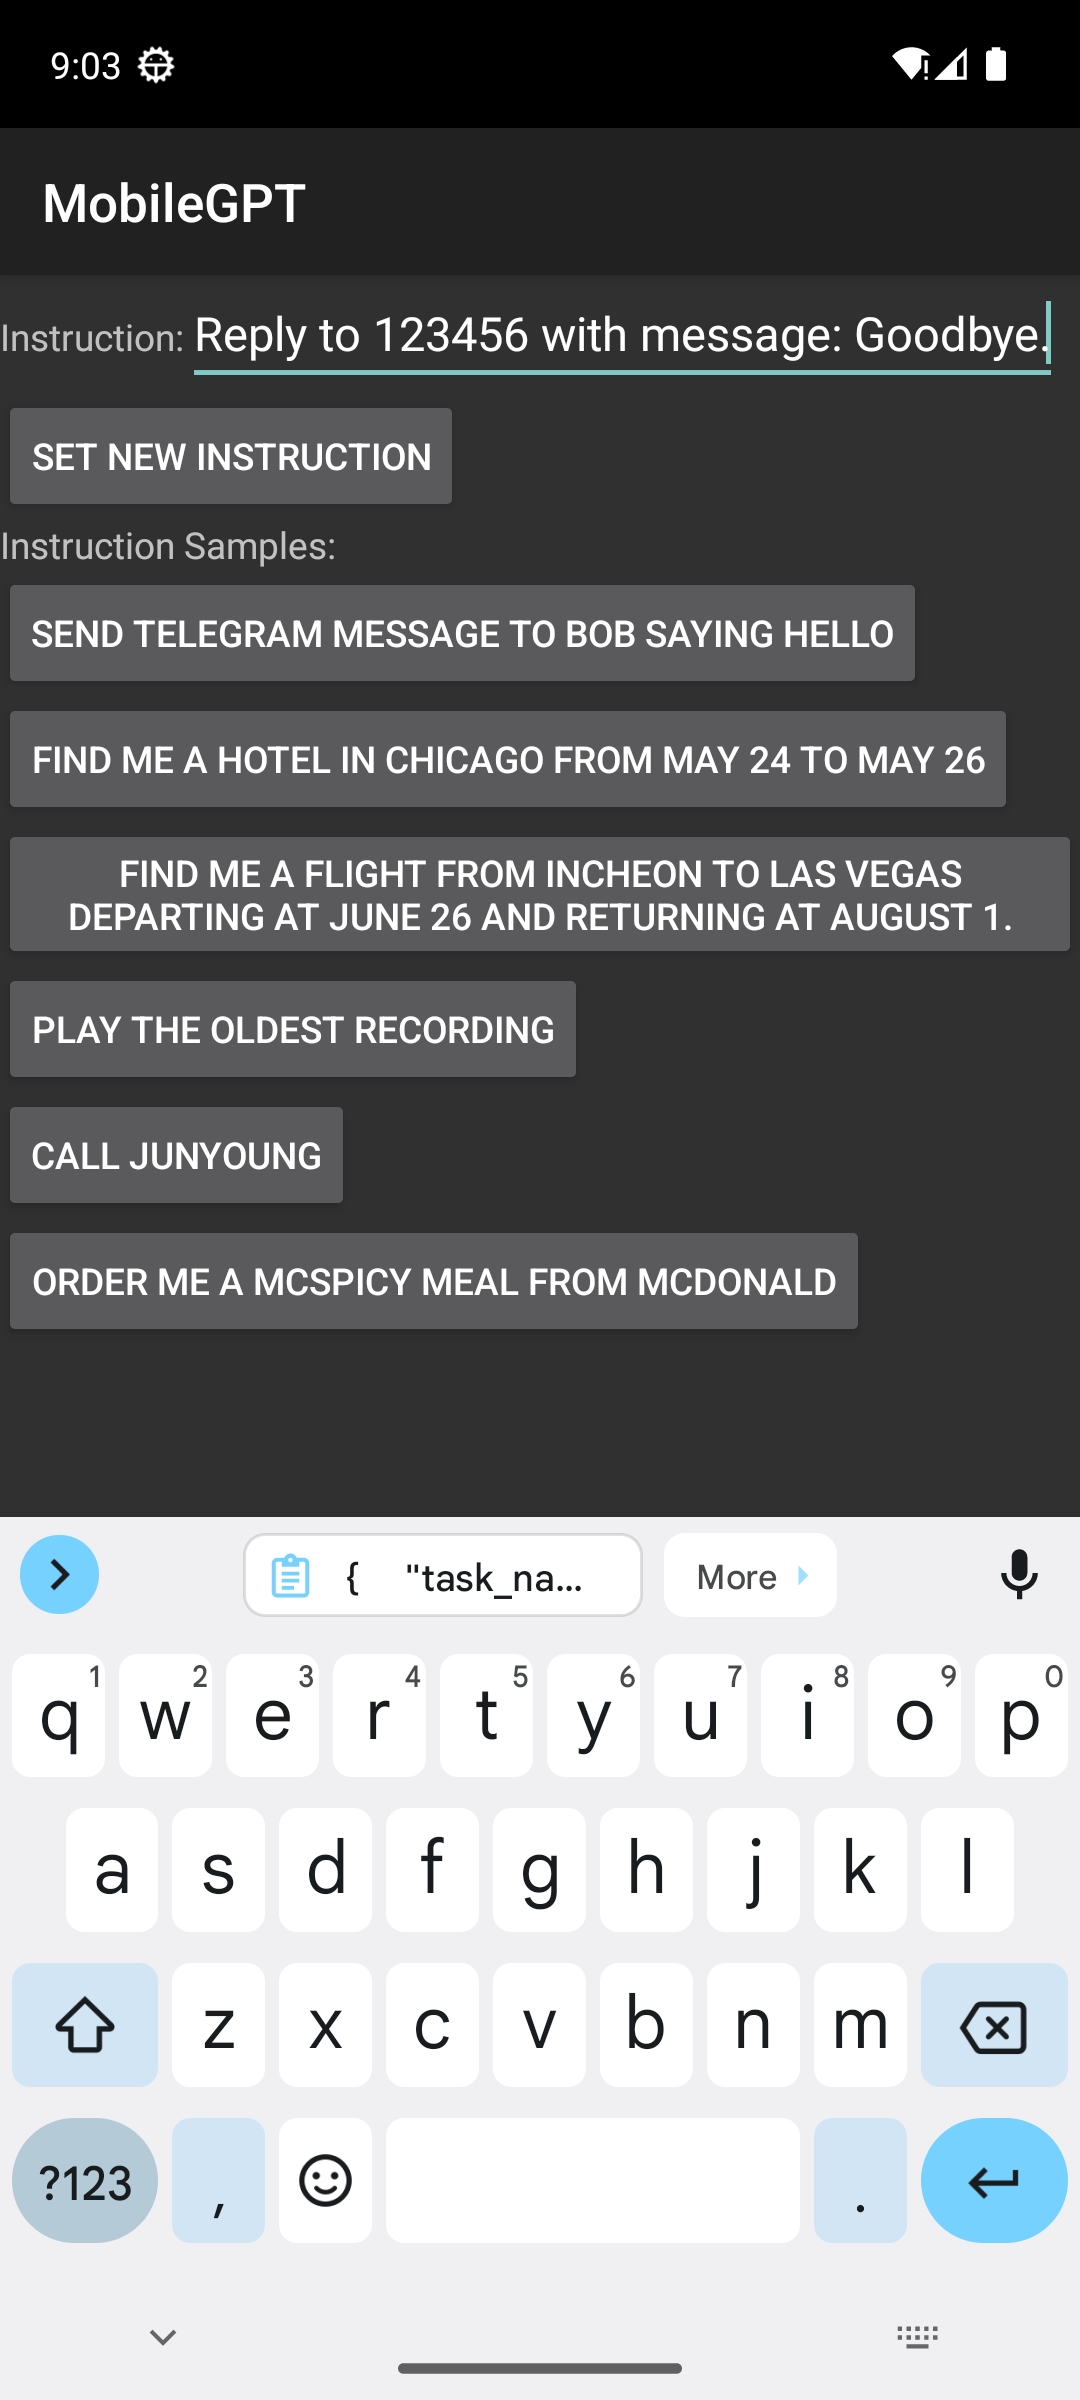 9:03
MobileGPT
Instruction: Reply to 123456 with message: Goodbye.
SET NEW INSTRUCTION
Instruction Samples:
SEND TELEGRAM MESSAGE TO BOB SAYING HELLO
FIND ME A HOTEL IN CHICAGO FROM MAY 24 TO MAY 26
FIND ME A FLIGHT FROM INCHEON TO LAS VEGAS
DEPARTING AT JUNE 26 AND RETURNING AT AUGUST 1.
PLAY THE OLDEST RECORDING
CALL JUNYOUNG
ORDER ME A MCSPICY MEAL FROM MCDONALD
{ "task_na... More
q 1 w 2 e 3 r 4 t 5 y 6 u 7 i 8 o 9 p 0
a s d f g h j k l
z x c v b n m
?123 , .